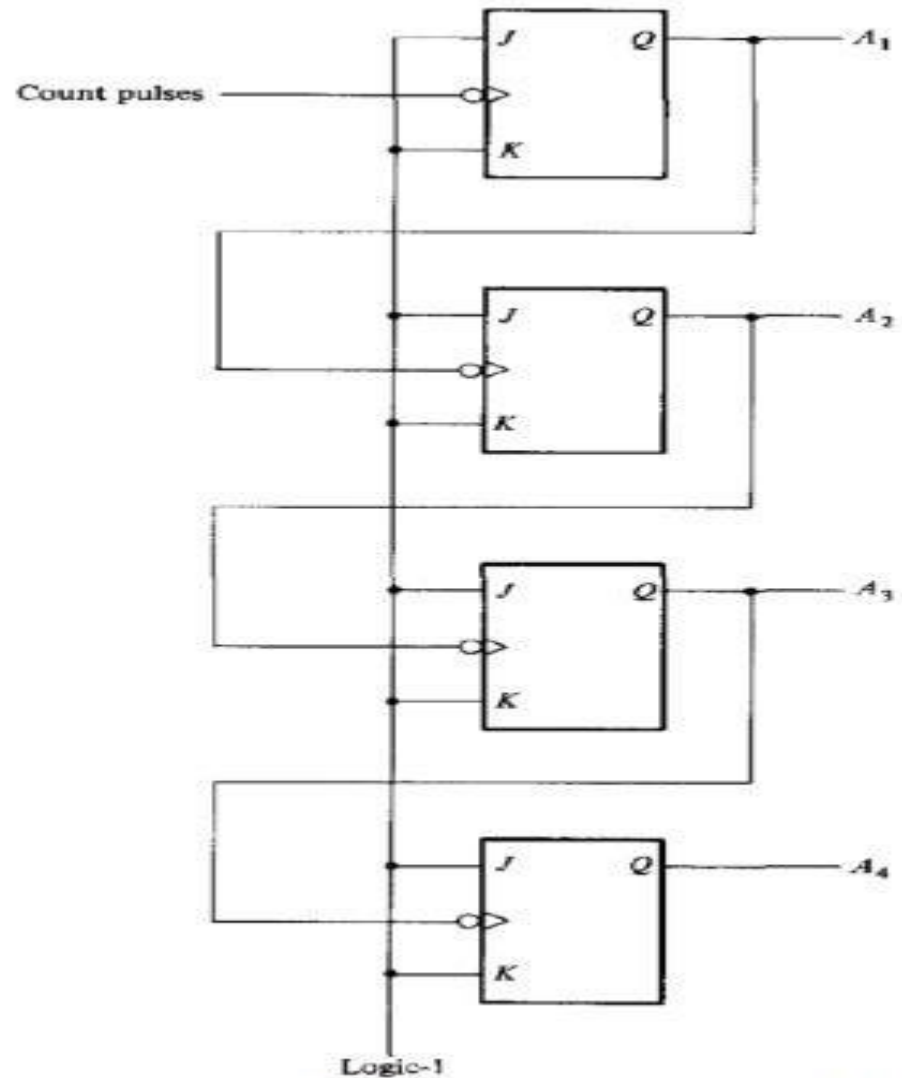 J Q A1
Count pulses
K
J Q A2
K
J Q A3
K
J Q A4
K
Logic-1